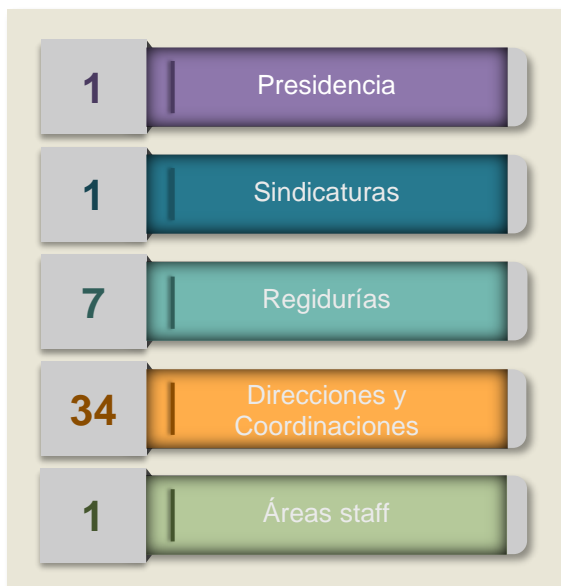 1
Presidencia
1
Sindicaturas
7
Regidurías
34
Direcciones y
Coordinaciones
1
Áreas staff